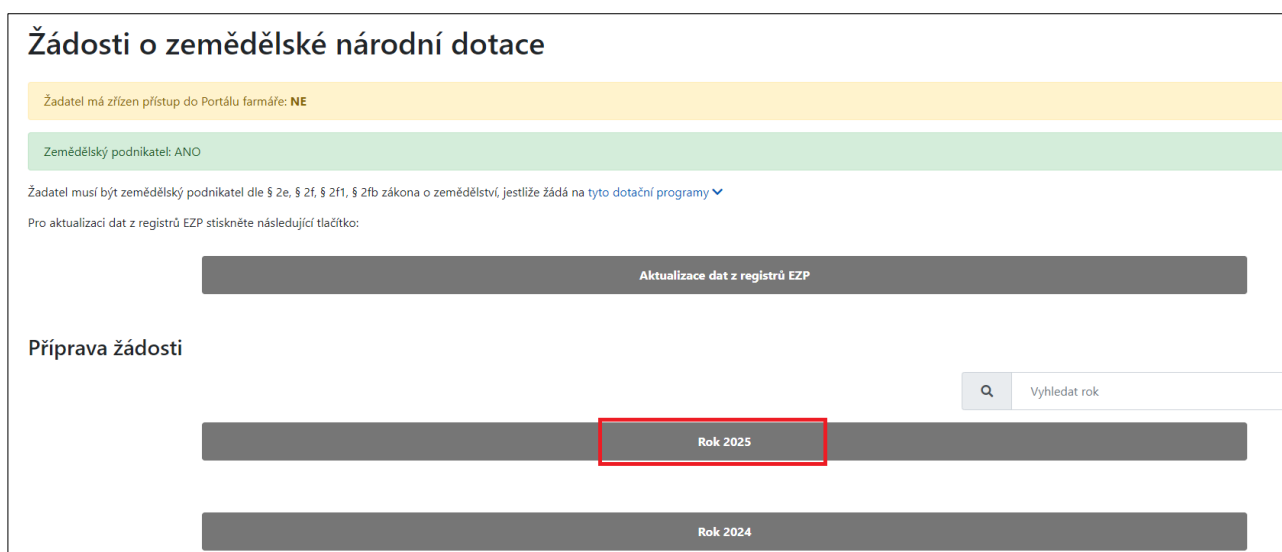 Žádosti o zemědělské národní dotace
Žadatel má zřízen přístup do Portálu farmáře: NE
Zemědělský podnikatel: ANO
Žadatel musí být zemědělský podnikatel dle § 2e, § 2f, § 2f1, § 2fb zákona o zemědělství, jestliže žádá na tyto dotační programy
Pro aktualizaci dat z registrů EZP stiskněte následující tlačítko:
Aktualizace dat z registrů EZP
Příprava žádosti
Vyhledat rok
Rok 2025
Rok 2024